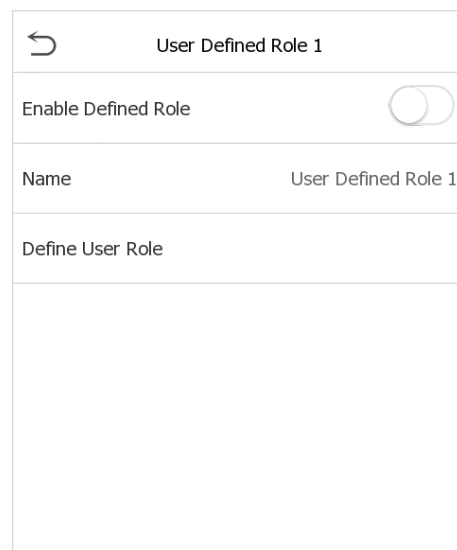 User Defined Role 1
Enable Defined Role
Name User Defined Role 1
Define User Role